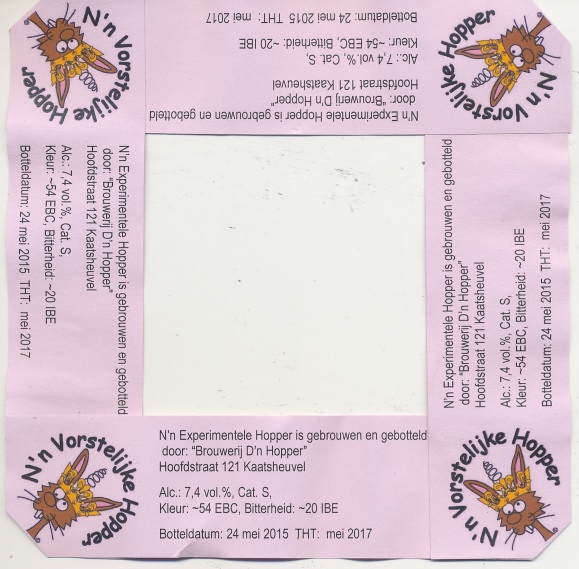 N'n Vorstelijke Hopper
N'n Experimentele Hopper is gebrouwen en gebotteld
door: "Brouwerij D'n Hopper"
Hoofdstraat 121 Kaatsheuvel
Alc.: 7,4 vol.%, Cat. S,
Kleur: ~54 EBC, Bitterheid: ~20 IBE
Botteldatum: 24 mei 2015 THT: mei 2017
N'n Vorstelijke Hopper
N'n Experimentele Hopper is gebrouwen en gebotteld
door: "Brouwerij D'n Hopper"
Hoofdstraat 121 Kaatsheuvel
Alc.: 7,4 vol.%, Cat. S,
Kleur: ~54 EBC, Bitterheid: ~20 IBE
Botteldatum: 24 mei 2015 THT: mei 2017
N'n Experimentele Hopper is gebrouwen en gebotteld
door: "Brouwerij D'n Hopper"
Hoofdstraat 121 Kaatsheuvel
Alc.: 7,4 vol.%, Cat. S,
Kleur: ~54 EBC, Bitterheid: ~20 IBE
Botteldatum: 24 mei 2015 THT: mei 2017
N'n Vorstelijke Hopper
N'n Experimentele Hopper is gebrouwen en gebotteld
door: "Brouwerij D'n Hopper"
Hoofdstraat 121 Kaatsheuvel
Alc.: 7,4 vol.%, Cat. S,
Kleur: ~54 EBC, Bitterheid: ~20 IBE
Botteldatum: 24 mei 2015 THT: mei 2017
N'n Vorstelijke Hopper